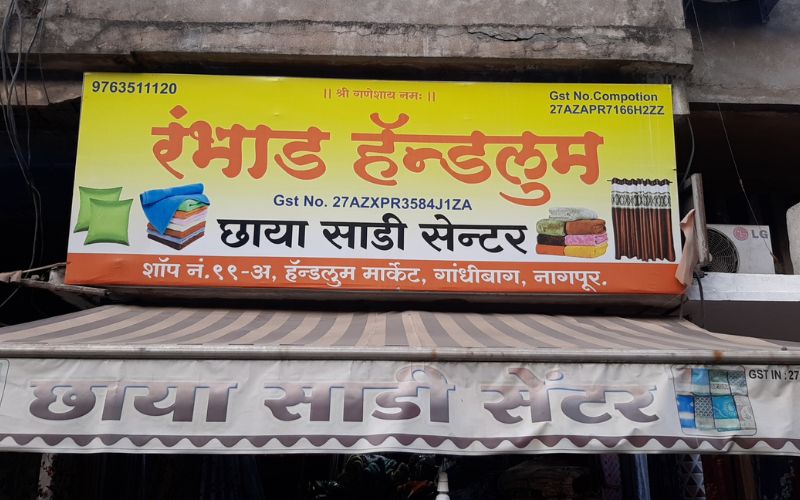 9763511120
|| श्री गणेशाय नमः ||
Gst No.Compotion
27AZAPR7166H2ZZ
रंभाड हॅन्डलुम
Gst No. 27AZXPR3584J1ZA
छाया साडी सेन्टर
शॉप नं.९९-अ, हॅन्डलुम मार्केट, गांधीबाग, नागपूर.
LG
GST IN : 27
छाया साडी सेंटर